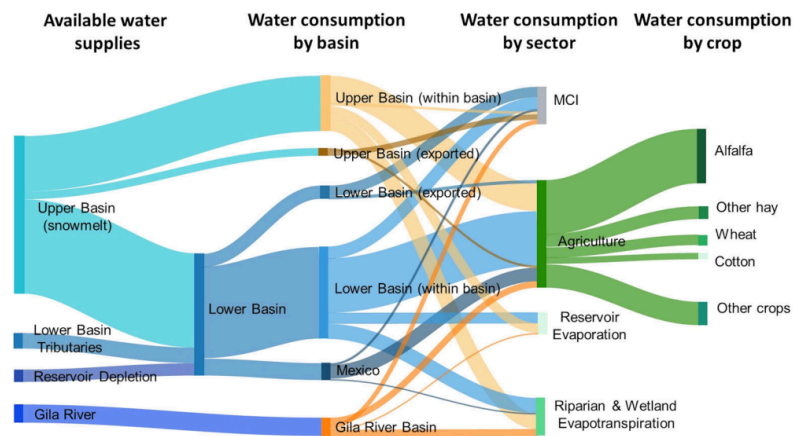 Available water
supplies
Water consumption
by basin
Water consumption
by sector
Water consumption
by crop
Upper Basin
(snowmelt)
Lower Basin
Tributaries
Reservoir Depletion
Gila River
Lower Basin
Upper Basin (within basin)
Upper Basin (exported)
Lower Basin (exported)
Lower Basin (within basin)
Mexico
Gila River Basin
MCI
Agriculture
Reservoir
Evaporation
Riparian & Wetland
Evapotranspiration
Alfalfa
Other hay
Wheat
Cotton
Other crops